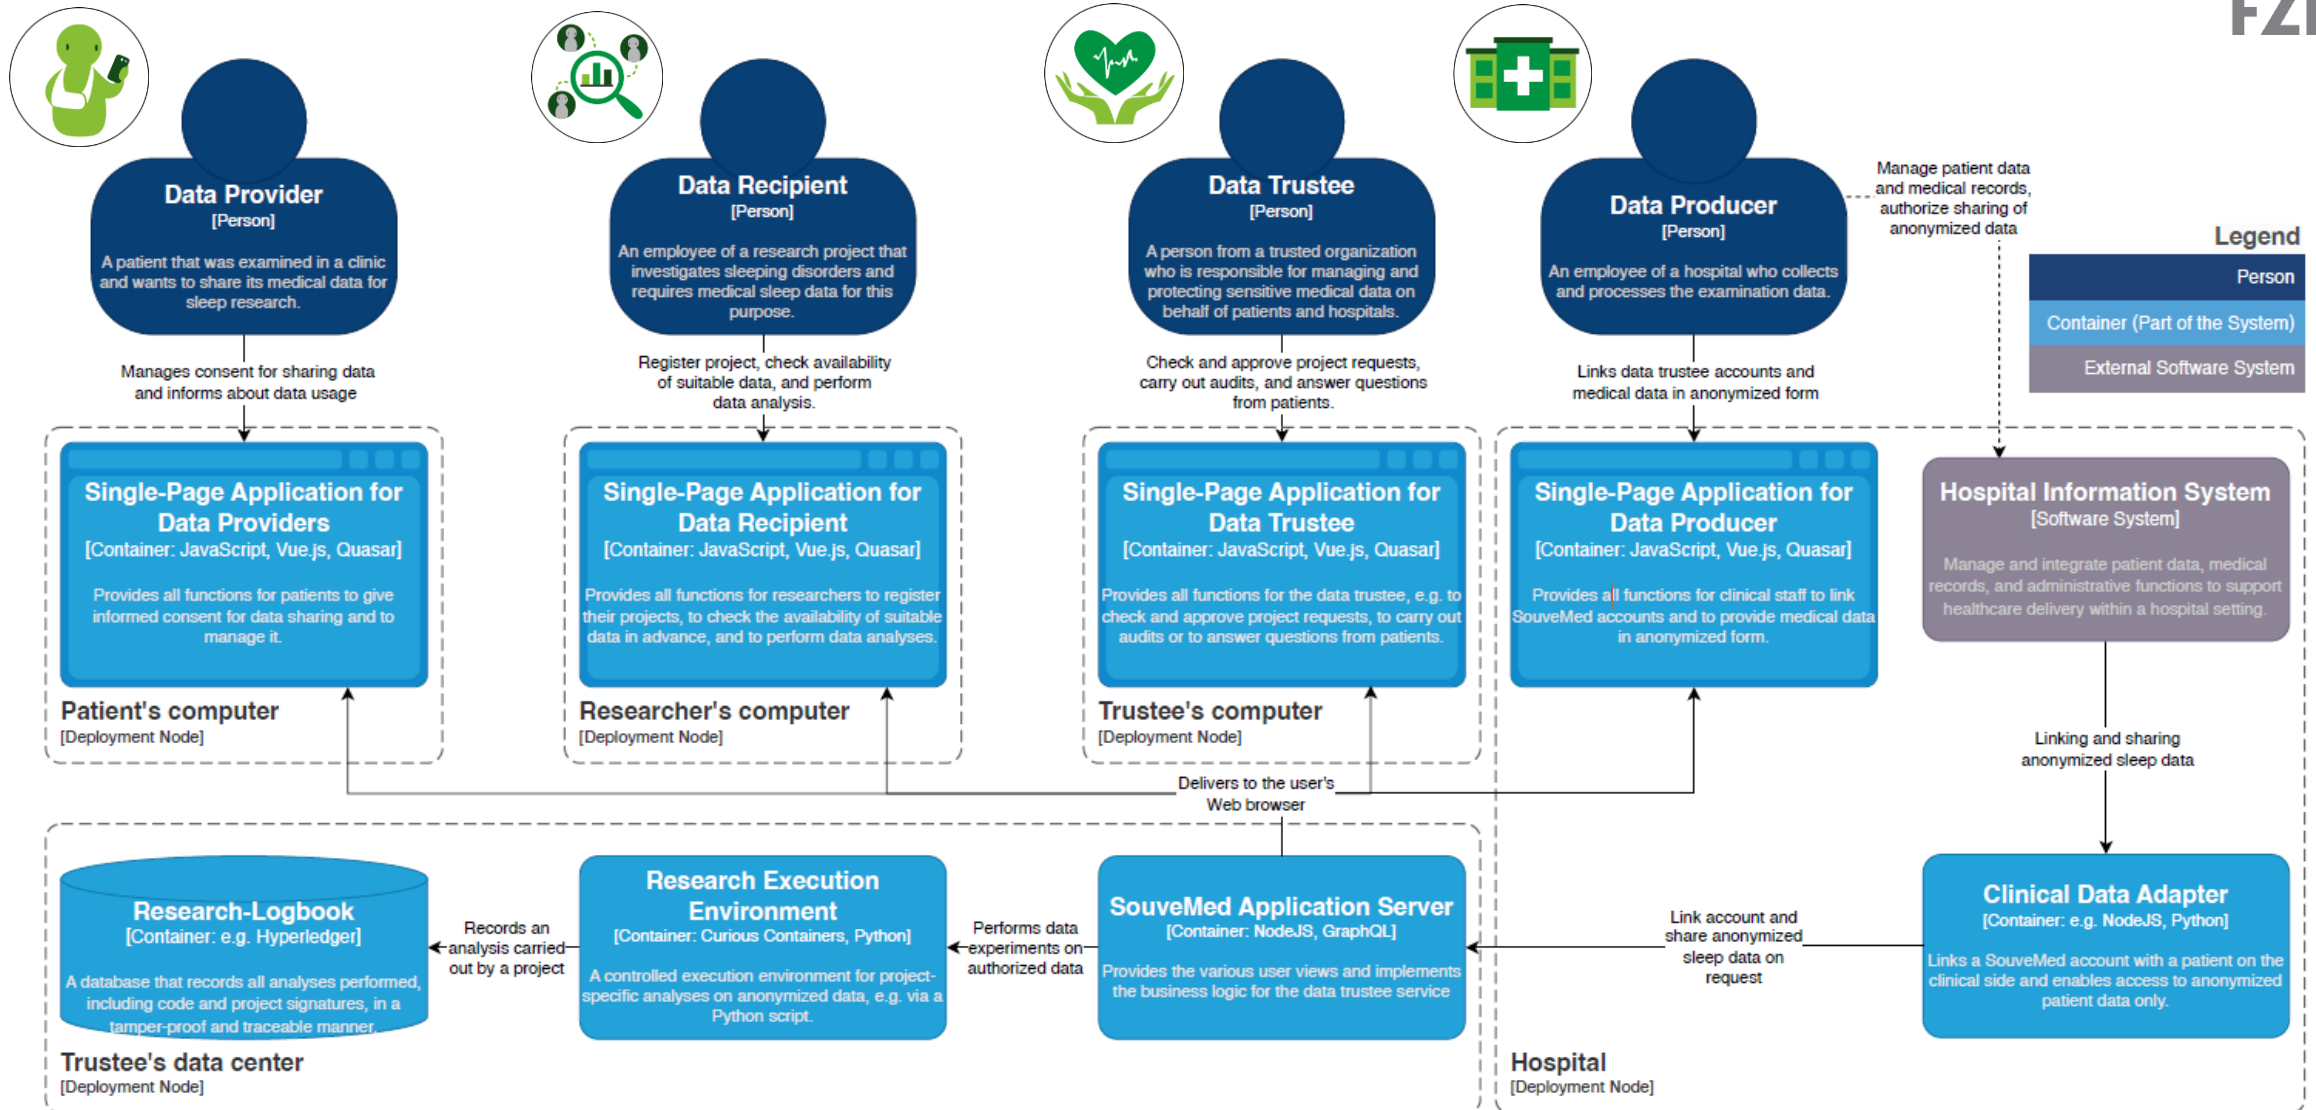 Data Provider
[Person]
A patient that was examined in a clinic
and wants to share its medical data for
sleep research.
Data Recipient
[Person]
An employee of a research project that
investigates sleeping disorders and
requires medical sleep data for this
purpose.
Data Trustee
[Person]
A person from a trusted organization
who is responsible for managing and
protecting sensitive medical data on
behalf of patients and hospitals.
Data Producer
[Person]
An employee of a hospital who collects
and processes the examination data.
Manage patient data
and medical records,
authorize sharing of
anonymized data
Legend
Person
Container (Part of the System)
External Software System
Manages consent for sharing data
and informs about data usage
Register project, check availability
of suitable data, and perform
data analysis.
Check and approve project requests,
carry out audits, and answer questions
from patients.
Links data trustee accounts and
medical data in anonymized form
Single-Page Application for
Data Providers
[Container: JavaScript, Vue.js, Quasar]
Provides all functions for patients to give
informed consent for data sharing and to
manage it.
Patient's computer
[Deployment Node]
Single-Page Application for
Data Recipient
[Container: JavaScript, Vue.js, Quasar]
Provides all functions for researchers to register
their projects, to check the availability of suitable
data in advance, and to perform data analyses.
Researcher's computer
[Deployment Node]
Single-Page Application for
Data Trustee
[Container: JavaScript, Vue.js, Quasar]
Provides all functions for the data trustee, e.g. to
check and approve project requests, to carry out
audits or to answer questions from patients.
Trustee's computer
[Deployment Node]
Single-Page Application for
Data Producer
[Container: JavaScript, Vue.js, Quasar]
Provides all functions for clinical staff to link
SouveMed accounts and to provide medical data
in anonymized form.
Hospital Information System
[Software System]
Manage and integrate patient data, medical
records, and administrative functions to support
healthcare delivery within a hospital setting.
Linking and sharing
anonymized sleep data
Delivers to the user's
Web browser
Research-Logbook
[Container: e.g. Hyperledger]
A database that records all analyses performed,
including code and project signatures, in a
tamper-proof and traceable manner.
Records an
analysis carried
out by a project
Research Execution
Environment
[Container: Curious Containers, Python]
A controlled execution environment for project-
specific analyses on anonymized data, e.g. via a
Python script.
Performs data
experiments on
authorized data
SouveMed Application Server
[Container: NodeJS, GraphQL]
Provides the various user views and implements
the business logic for the data trustee service
Link account and
share anonymized
sleep data on
request
Clinical Data Adapter
[Container: e.g. NodeJS, Python]
Links a SouveMed account with a patient on the
clinical side and enables access to anonymized
patient data only.
Trustee's data center
[Deployment Node]
Hospital
[Deployment Node]